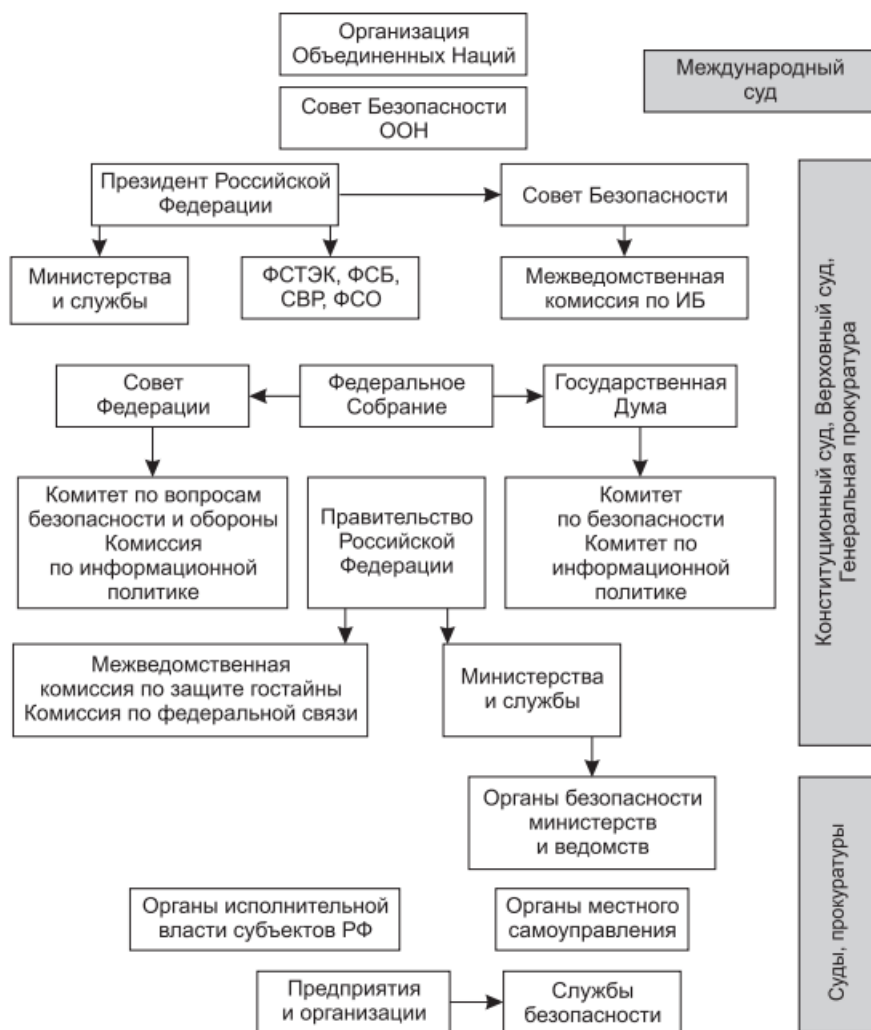 Организация
Объединенных Наций
Международный
суд
Совет Безопасности
ООН
Президент Российской
Федерации
Совет Безопасности
Министерства
и службы
ФСТЭК, ФСБ,
СВР, ФСО
Межведомственная
комиссия по ИБ
Совет
Федерации
Федеральное
Собрание
Государственная
Дума
Комитет по вопросам
безопасности и обороны
Комиссия
по информационной
политике
Правительство
Российской
Федерации
Комитет
по безопасности
Комитет по
информационной
политике
Межведомственная
комиссия по защите гостайны
Комиссия по федеральной связи
Министерства
и службы
Конституционный суд, Верховный суд,
Генеральная прокуратура
Органы безопасности
министерств
и ведомств
Органы исполнительной
власти субъектов РФ
Органы местного
самоуправления
Предприятия
и организации
Службы
безопасности
Суды, прокуратуры